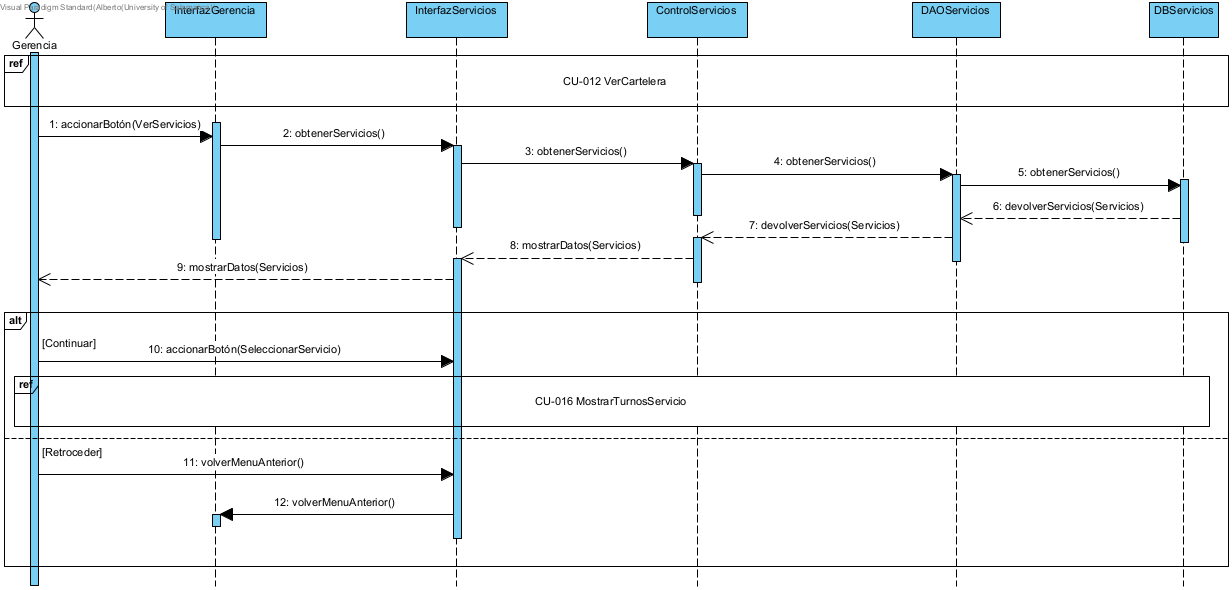 Visual Paradigm Standard(Alberto(University of
InterfazGerencia
InterfazServicios
ControlServicios
DAOServicios
DBServicios
Gerencia
ref
CU-012 VerCartelera
1: accionarBotón(VerServicios)
2: obtenerServicios()
3: obtenerServicios()
4: obtenerServicios()
5: obtenerServicios()
6: devolverServicios(Servicios)
7: devolverServicios(Servicios)
8: mostrarDatos(Servicios)
9: mostrarDatos(Servicios)
alt
[Continuar]
10: accionarBotón(SeleccionarServicio)
ref
CU-016 MostrarTurnosServicio
[Retroceder]
11: volverMenuAnterior()
12: volverMenuAnterior()